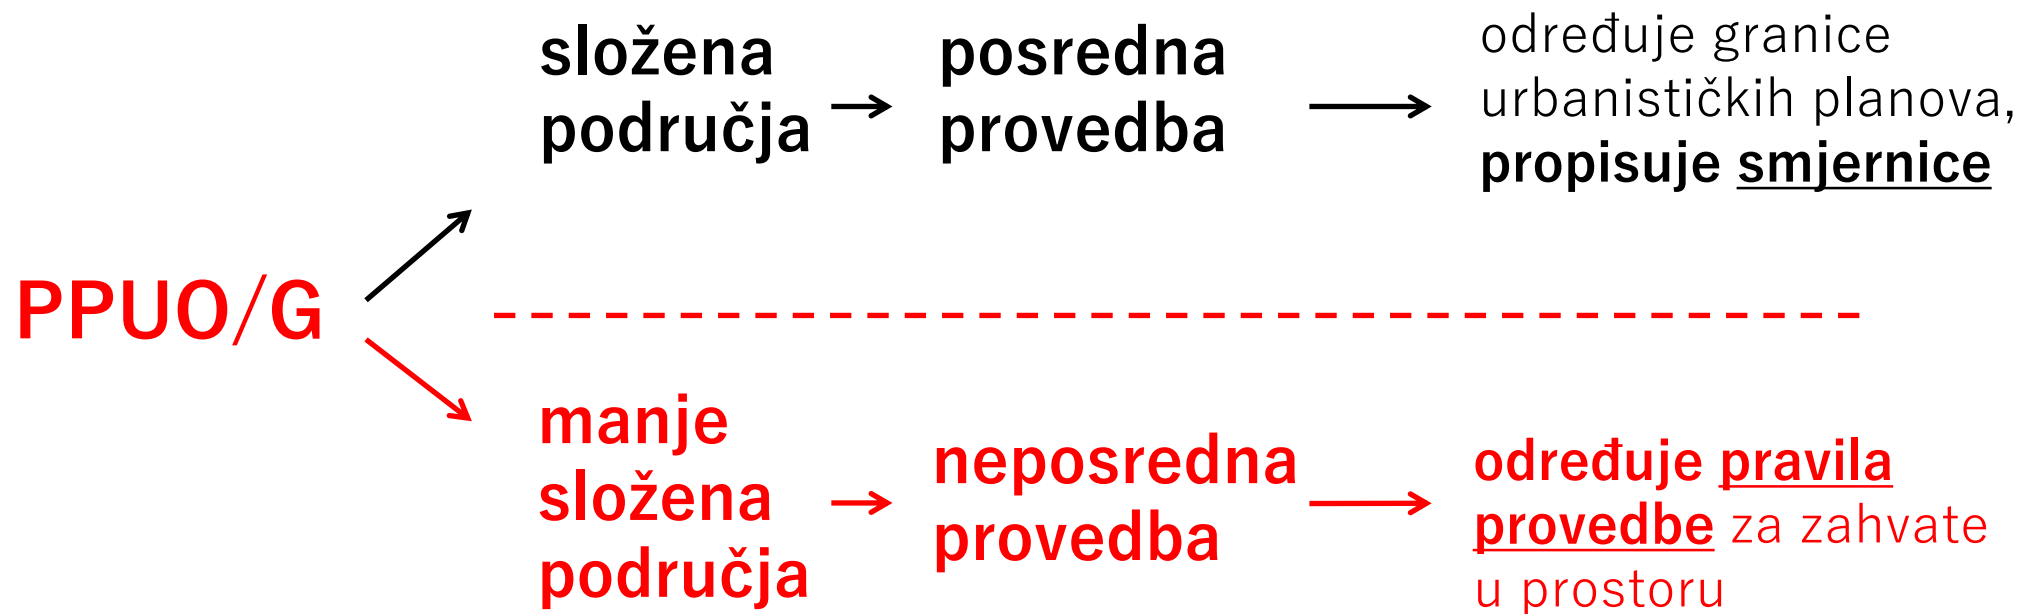 složena
područja
posredna
provedba
određuje granice
urbanističkih planova,
propisuje smjernice
PPUO/G
manje
složena
područja
neposredna
provedba
određuje pravila
provedbe za zahvate
u prostoru